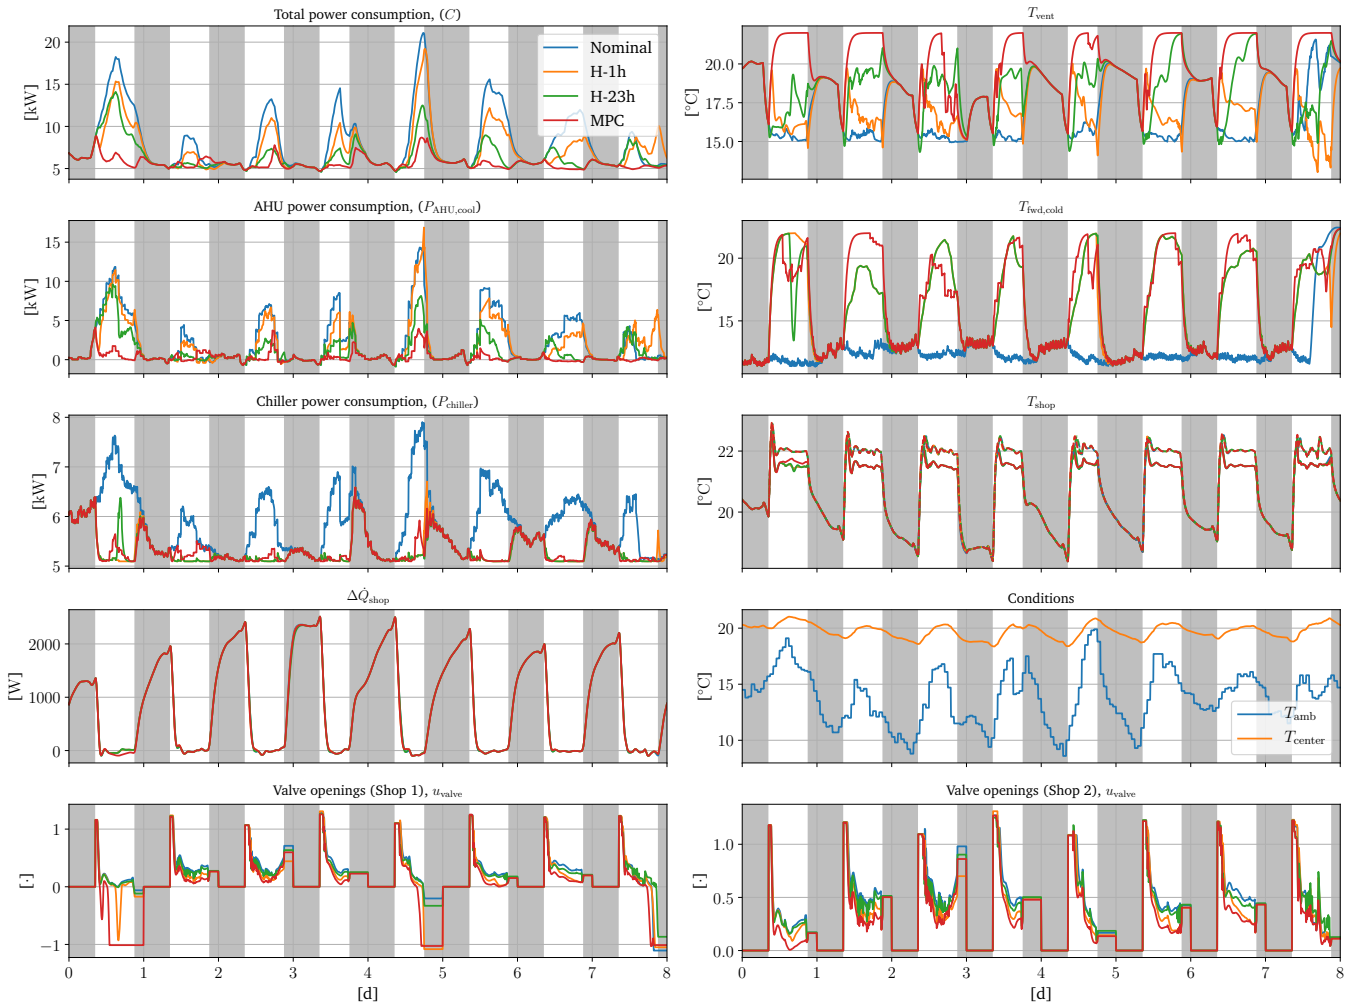 Total power consumption, (C)
[kW]
20
15
10
5
Nominal
H-1h
H-23h
MPC
T_vent
[°C]
20.0
17.5
15.0
AHU power consumption, (P_AHU,cool)
[kW]
15
10
5
0
T_fwd,cold
[°C]
20
15
Chiller power consumption, (P_chiller)
[kW]
8
7
6
5
T_shop
[°C]
22
20
ΔQ̇_shop
[W]
2000
1000
0
Conditions
[°C]
20
15
10
T_amb
T_center
Valve openings (Shop 1), u_valve
[·]
1
0
−1
0 1 2 3 4 5 6 7 8
[d]
Valve openings (Shop 2), u_valve
[·]
1.0
0.5
0.0
0 1 2 3 4 5 6 7 8
[d]